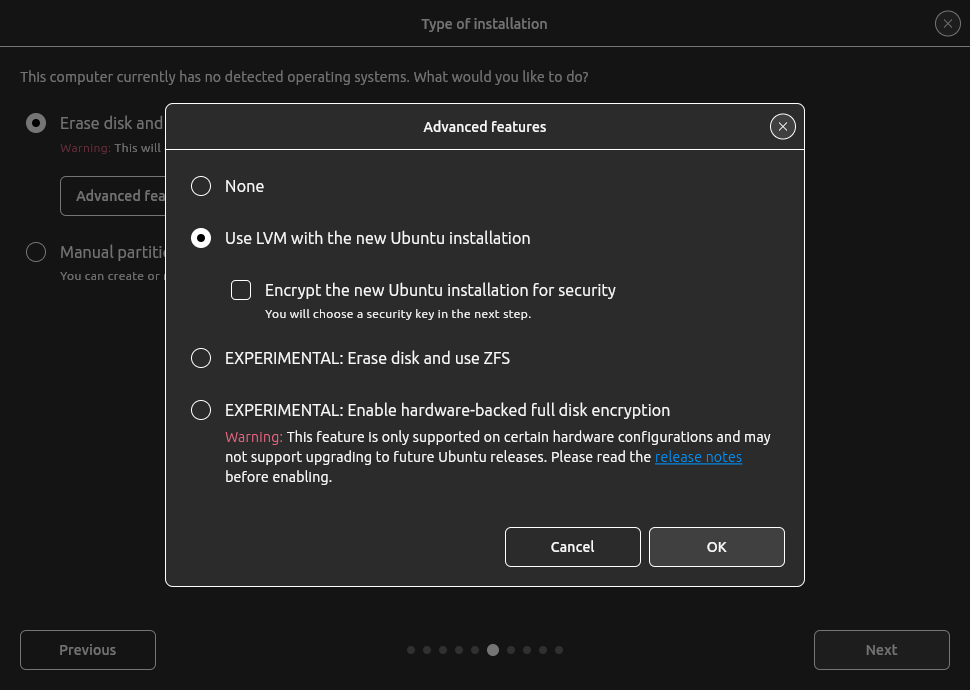 Type of installation
This computer currently has no detected operating systems. What would you like to do?
Erase disk and
Warning: This will
Advanced fea
Manual partitio
You can create or
Advanced features
None
Use LVM with the new Ubuntu installation
Encrypt the new Ubuntu installation for security
You will choose a security key in the next step.
EXPERIMENTAL: Erase disk and use ZFS
EXPERIMENTAL: Enable hardware-backed full disk encryption
Warning: This feature is only supported on certain hardware configurations and may
not support upgrading to future Ubuntu releases. Please read the release notes
before enabling.
Cancel
OK
Previous
Next